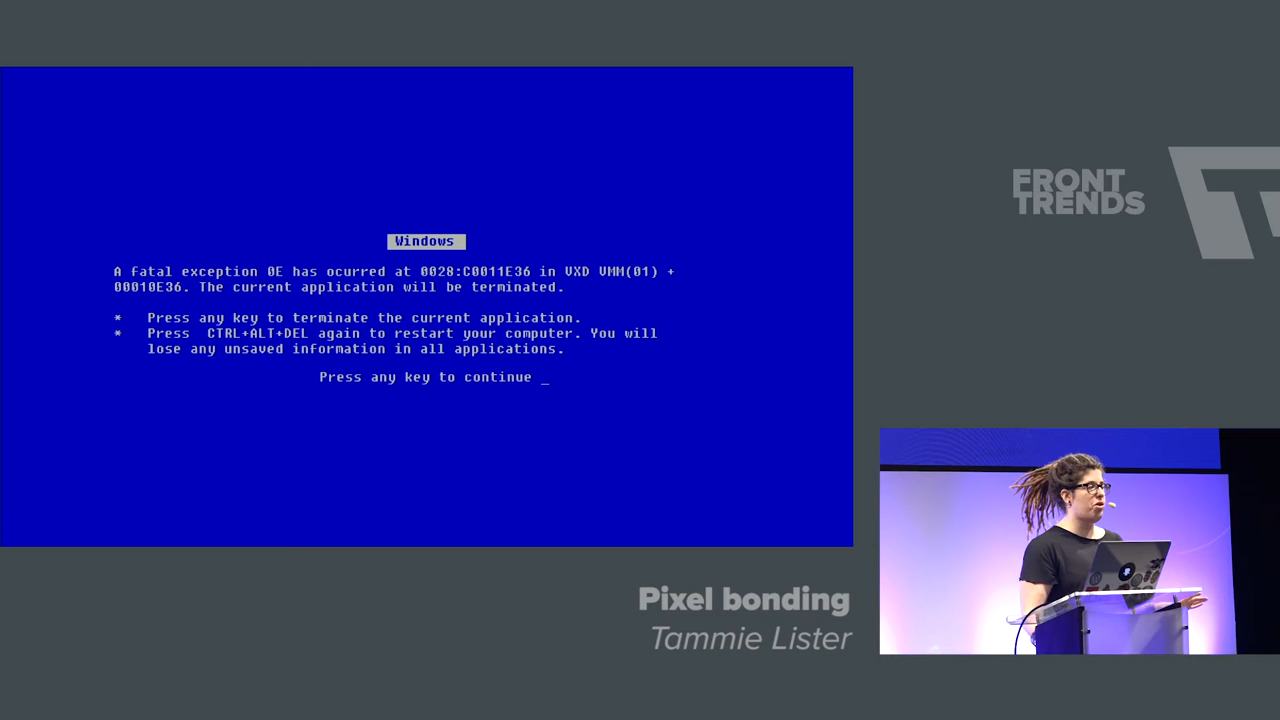 Windows
A fatal exception 0E has ocurred at 0028:C0011E36 in VXD VMM(01) +
00010E36. The current application will be terminated.
* Press any key to terminate the current application.
* Press CTRL+ALT+DEL again to restart your computer. You will
lose any unsaved information in all applications.
Press any key to continue _
FRONT
TRENDS
Pixel bonding
Tammie Lister